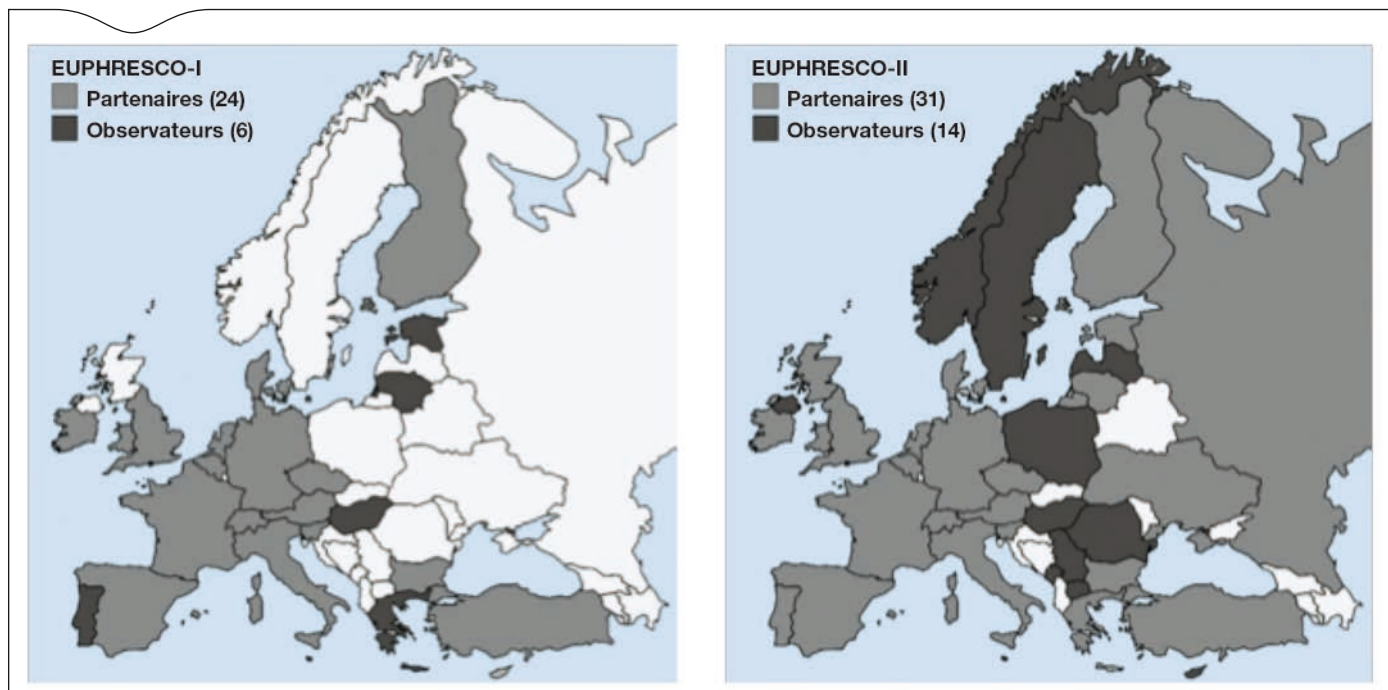 EUPHRESCO-I
Partenaires (24)
Observateurs (6)
EUPHRESCO-II
Partenaires (31)
Observateurs (14)